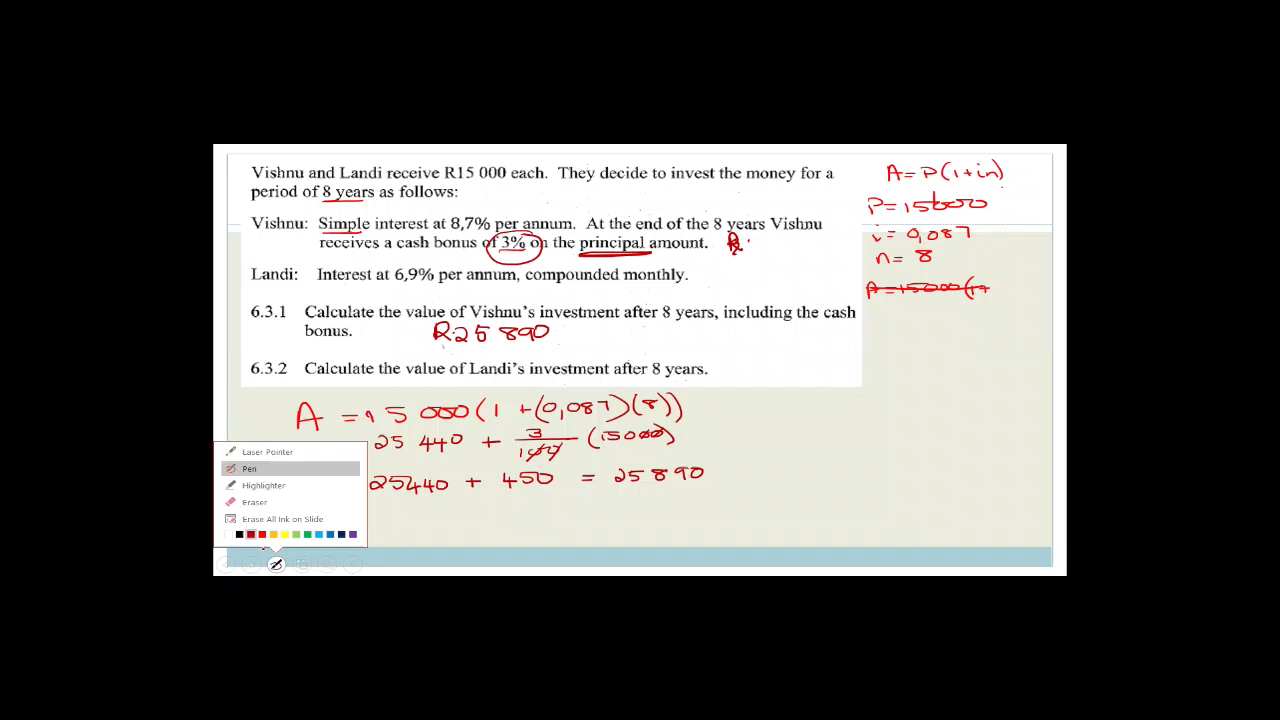 Vishnu and Landi receive R15 000 each. They decide to invest the money for a
period of 8 years as follows:
Vishnu: Simple interest at 8,7% per annum. At the end of the 8 years Vishnu
receives a cash bonus of 3% on the principal amount. R
Landi: Interest at 6,9% per annum, compounded monthly.
6.3.1 Calculate the value of Vishnu's investment after 8 years, including the cash
bonus. R25 890
6.3.2 Calculate the value of Landi's investment after 8 years.
A = P(1+in)
P = 15000
i = 0,087
n = 8
A = 15000(1+
A = 15 000(1 + (0,087)(8))
25 440 + 3/100 (15000)
25440 + 450 = 25 890
Laser Pointer
Pen
Highlighter
Eraser
Erase All Ink on Slide